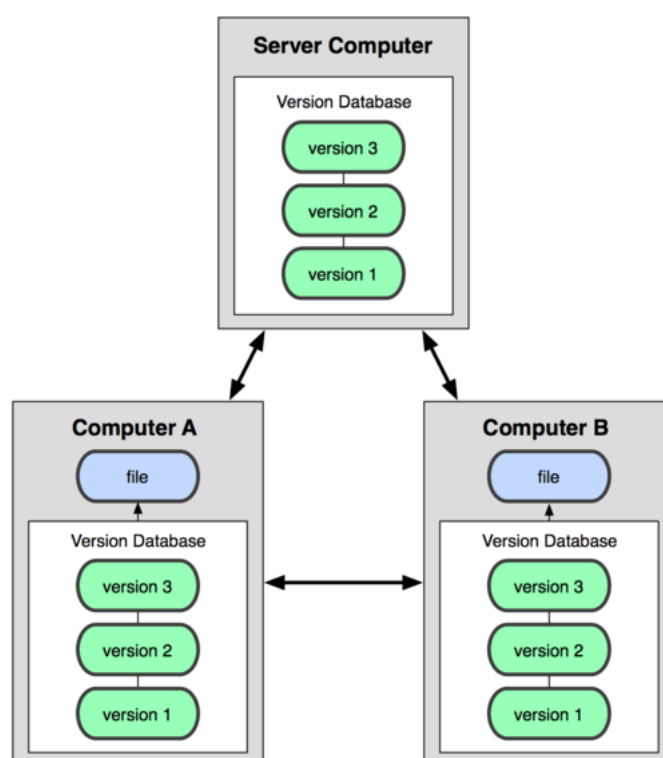 Server Computer
Version Database
version 3
version 2
version 1
Computer A
file
Version Database
version 3
version 2
version 1
Computer B
file
Version Database
version 3
version 2
version 1